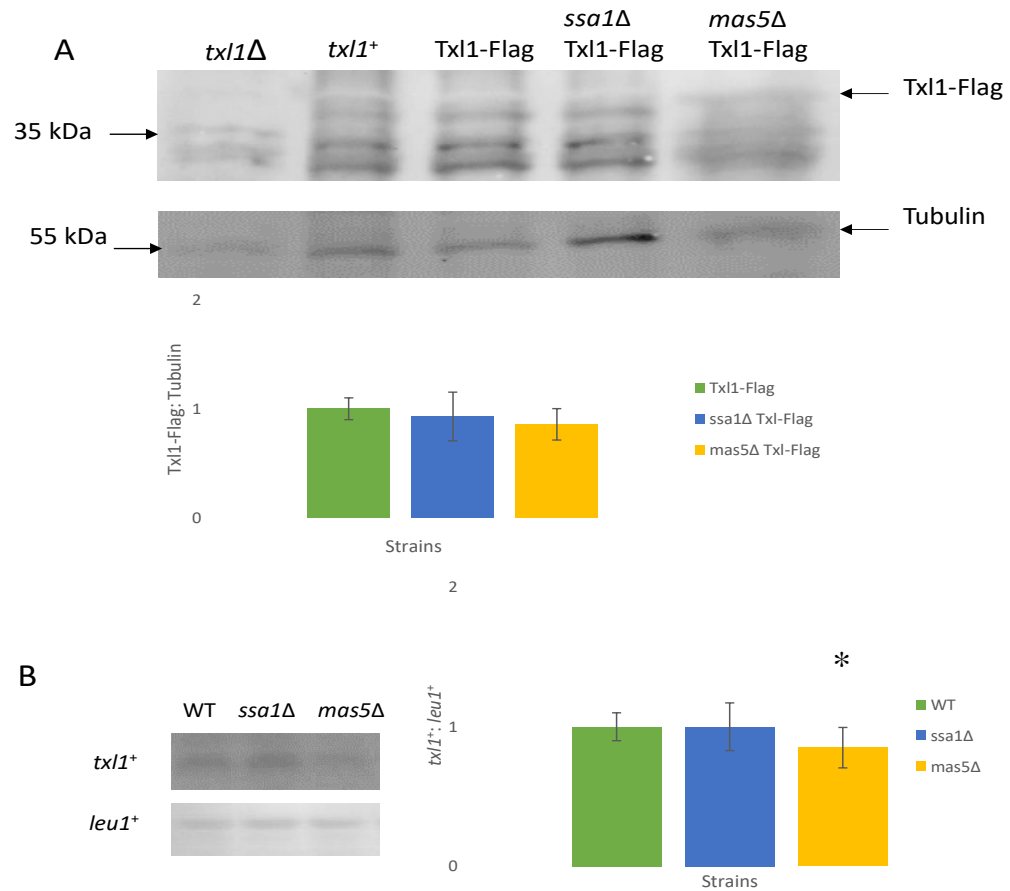 A
txl1Δ
txl1⁺
Txl1-Flag
ssa1Δ
Txl1-Flag
mas5Δ
Txl1-Flag
Txl1-Flag
35 kDa
Tubulin
55 kDa
2
Txl1-Flag: Tubulin
1
0
Strains
Txl1-Flag
ssa1Δ Txl-Flag
mas5Δ Txl-Flag
2
B
WT
ssa1Δ
mas5Δ
txl1⁺
leu1⁺
txl1⁺: leu1⁺
*
1
0
Strains
WT
ssa1Δ
mas5Δ